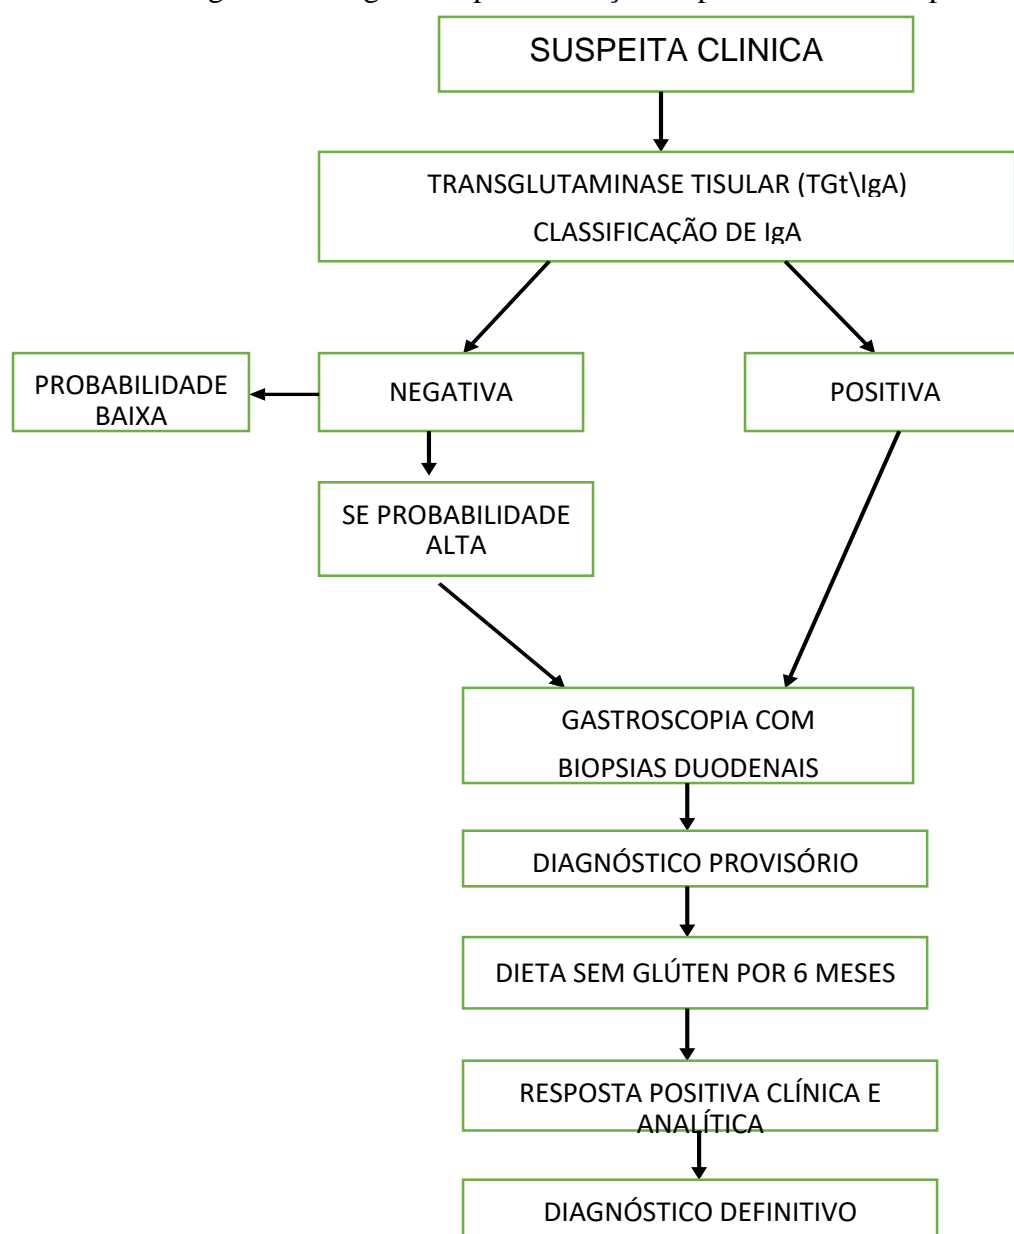 SUSPEITA CLINICA
TRANSGLUTAMINASE TISULAR (TGt\IgA)
CLASSIFICAÇÃO DE IgA
PROBABILIDADE
BAIXA
NEGATIVA
POSITIVA
SE PROBABILIDADE
ALTA
GASTROSCOPIA COM
BIOPSIAS DUODENAIS
DIAGNÓSTICO PROVISÓRIO
DIETA SEM GLÚTEN POR 6 MESES
RESPOSTA POSITIVA CLÍNICA E
ANALÍTICA
DIAGNÓSTICO DEFINITIVO